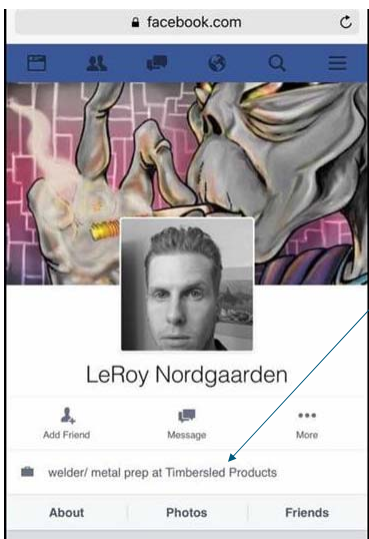 facebook.com
LeRoy Nordgaarden
Add Friend
Message
More
welder/ metal prep at Timbersled Products
About
Photos
Friends